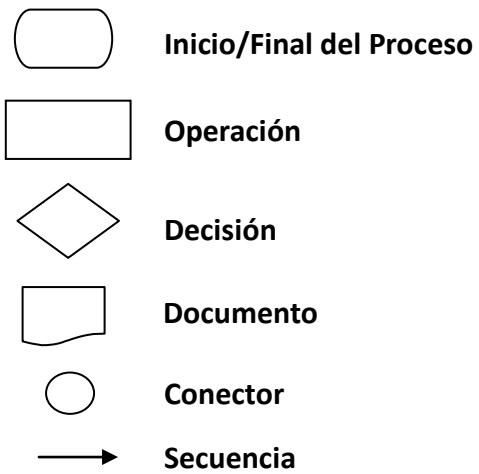 Inicio/Final del Proceso
Operación
Decisión
Documento
Conector
Secuencia